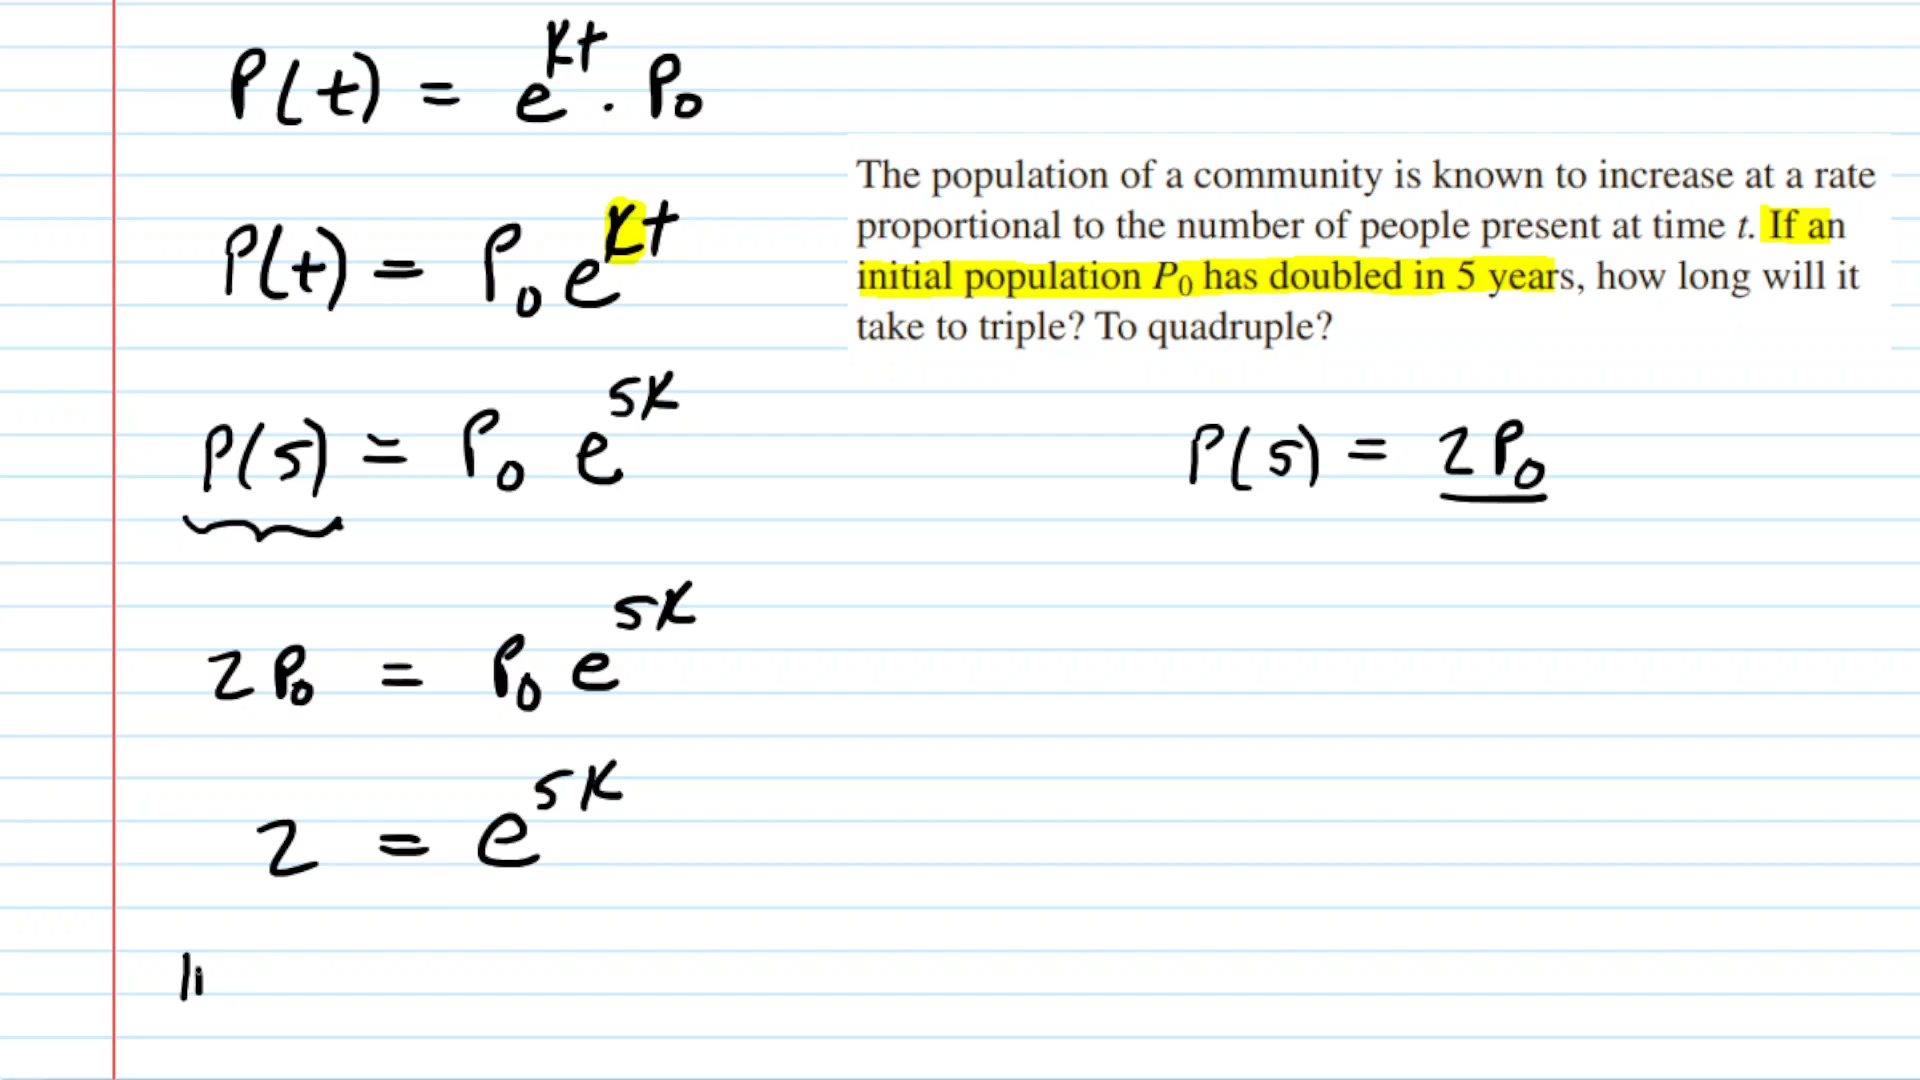 P(t) = e^{kt} · P₀
P(t) = P₀ e^{kt}
The population of a community is known to increase at a rate
proportional to the number of people present at time t. If an
initial population P₀ has doubled in 5 years, how long will it
take to triple? To quadruple?
P(5) = P₀ e^{5k}
P(5) = 2P₀
2P₀ = P₀ e^{5k}
2 = e^{5k}